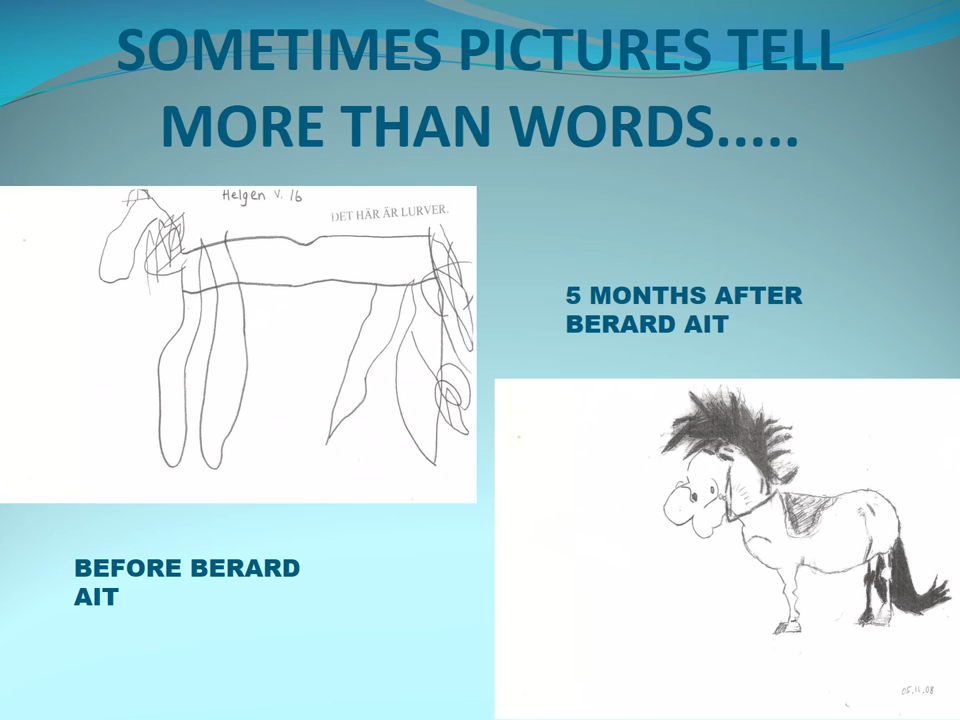 SOMETIMES PICTURES TELL
MORE THAN WORDS.....
Helgen v. 16
DET HÄR ÄR LURVER.
5 MONTHS AFTER
BERARD AIT
BEFORE BERARD
AIT
05.11.08